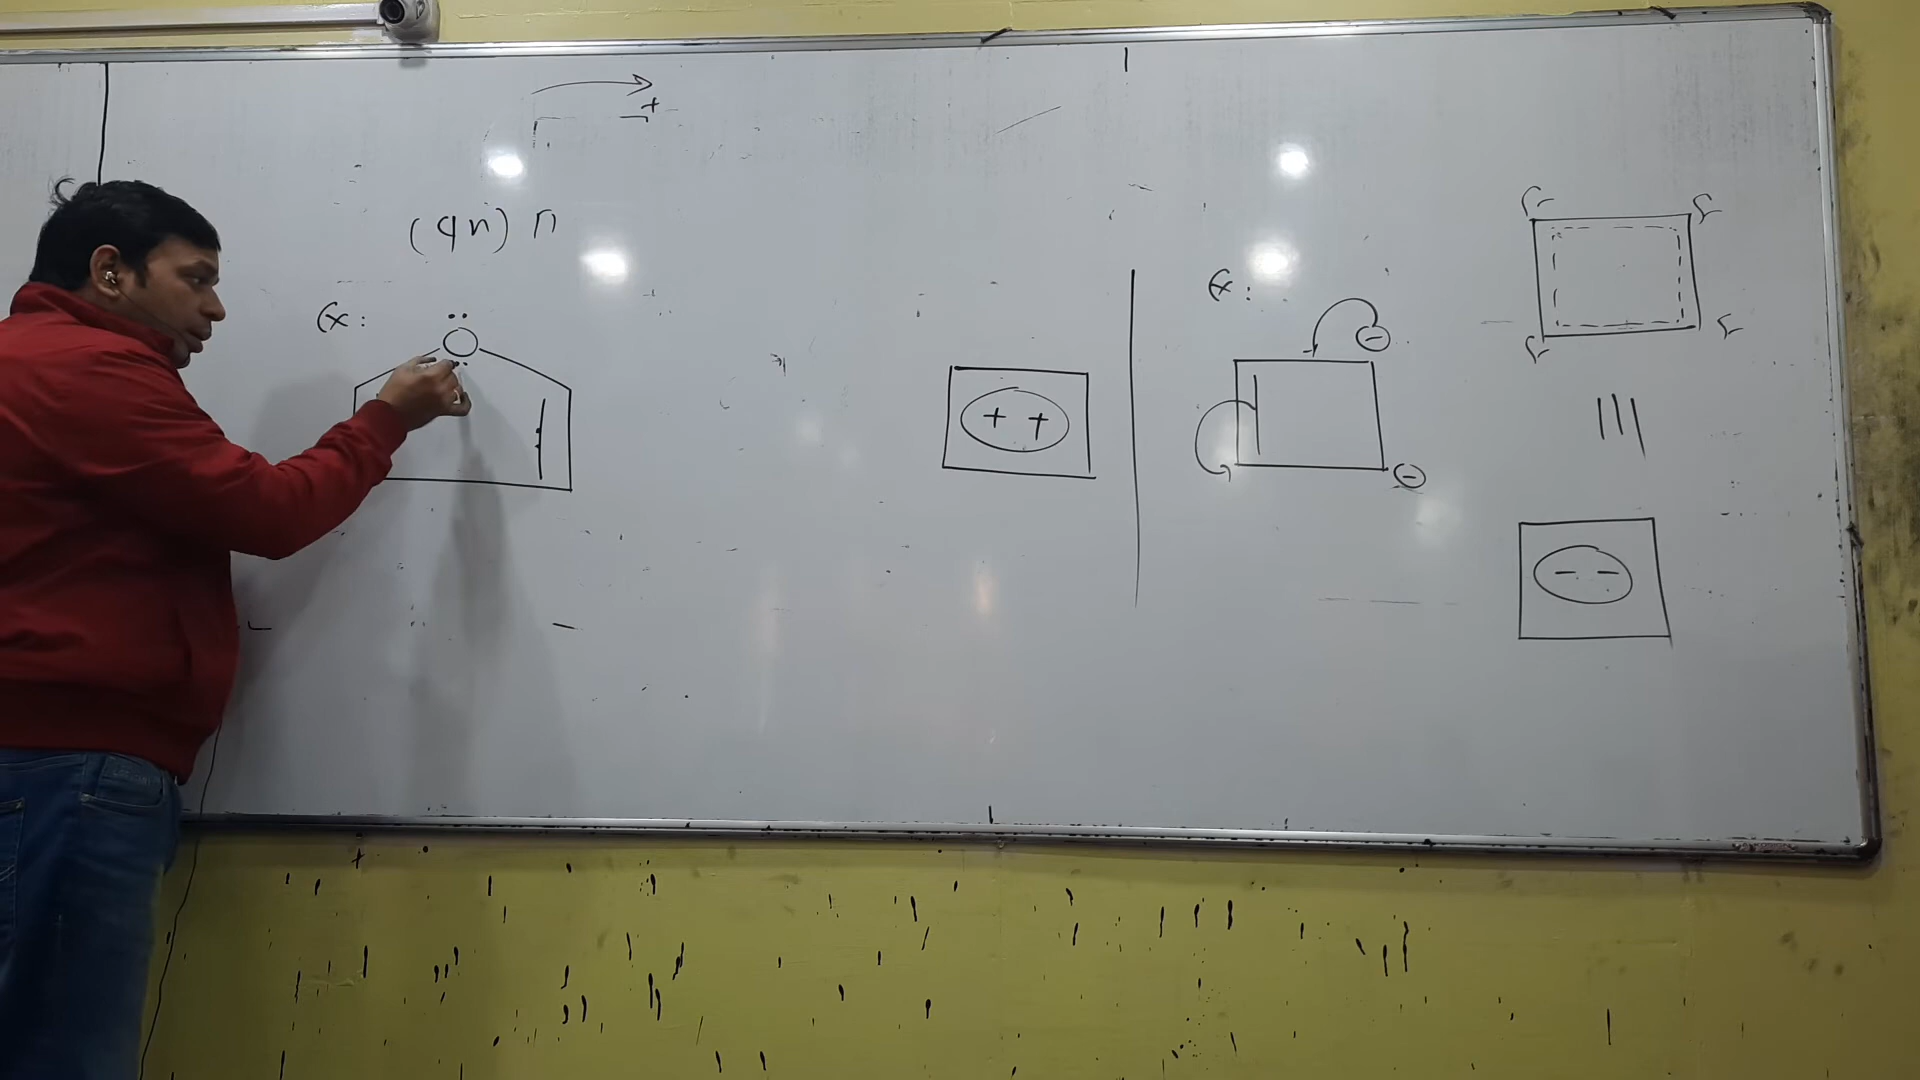 +
(4n) π
Ex:
O
+ +
Ex:
-
-
- -